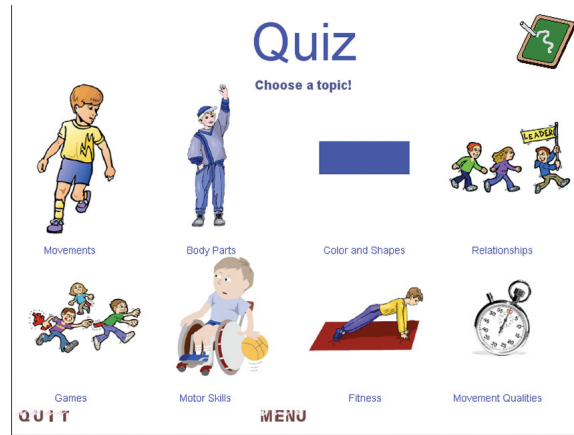 Quiz
Choose a topic!
LEADER
Movements
Body Parts
Color and Shapes
Relationships
Games
Motor Skills
Fitness
Movement Qualities
QUIT
MENU